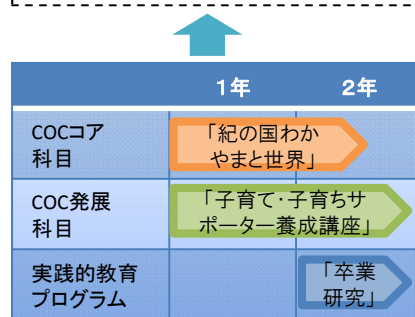 1年 2年
COCコア
科目
「紀の国わか
やまと世界」
COC発展
科目
「子育て・子育ちサ
ポーター養成講座」
実践的教育
プログラム
「卒業
研究」